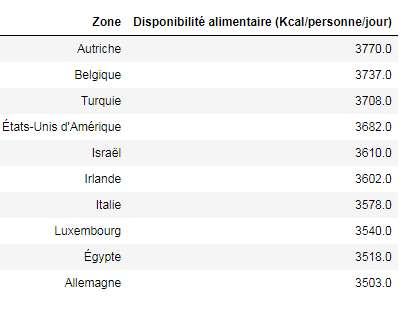 Zone Disponibilité alimentaire (Kcal/personne/jour)
Autriche 3770.0
Belgique 3737.0
Turquie 3708.0
États-Unis d'Amérique 3682.0
Israël 3610.0
Irlande 3602.0
Italie 3578.0
Luxembourg 3540.0
Égypte 3518.0
Allemagne 3503.0